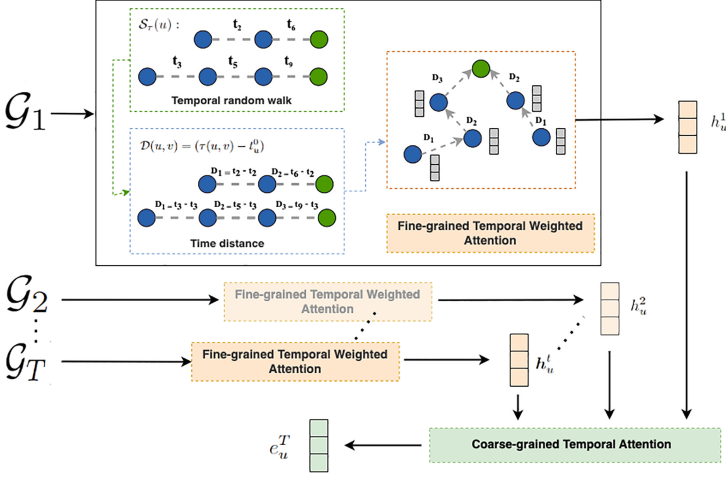 𝒮τ(u) :
t₂ t₆
t₃ t₅ t₉
Temporal random walk
𝒢₁
𝒟(u, v) = (τ(u, v) − t⁰ᵤ)
D₁ = t₂ - t₂ D₂ = t₆ - t₂
D₁ = t₃ - t₃ D₂ = t₅ - t₃ D₃ = t₉ - t₃
Time distance
D₃ D₂
D₂ D₁
D₁
Fine-grained Temporal Weighted
Attention
h¹ᵤ
𝒢₂
Fine-grained Temporal Weighted
Attention
h²ᵤ
𝒢_T
Fine-grained Temporal Weighted
Attention
hᵗᵤ
Coarse-grained Temporal Attention
eᵀᵤ